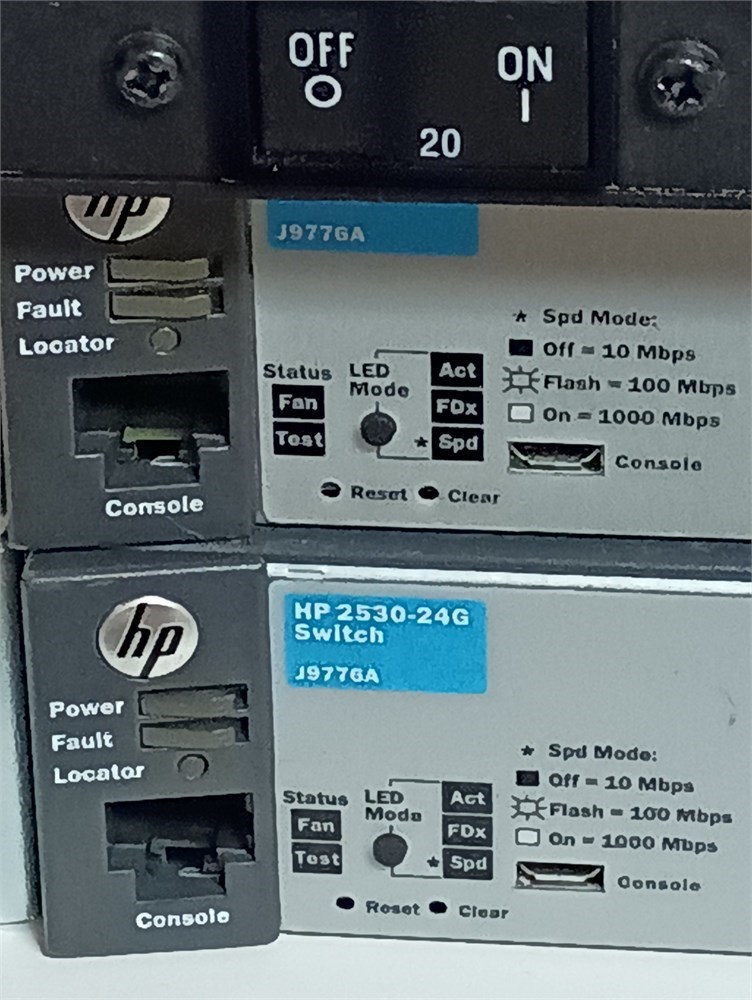 OFF ON
20
hp
J9776A
Power
Fault
Locator
* Spd Mode:
Off = 10 Mbps
Flash = 100 Mbps
On = 1000 Mbps
Status LED Mode Act
Fan FDx
Test * Spd
Console
Reset Clear
Console
hp
HP 2530-24G
Switch
J9776A
Power
Fault
Locator
* Spd Mode:
Off = 10 Mbps
Flash = 100 Mbps
On = 1000 Mbps
Status LED Mode Act
Fan FDx
Test * Spd
Console
Reset Clear
Console